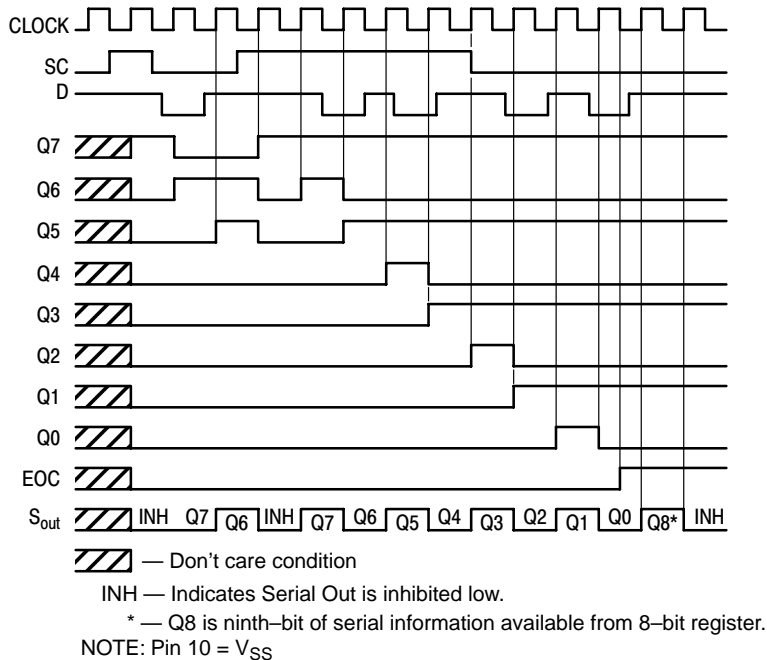 CLOCK
SC
D
Q7
Q6
Q5
Q4
Q3
Q2
Q1
Q0
EOC
Sout INH Q7 Q6 INH Q7 Q6 Q5 Q4 Q3 Q2 Q1 Q0 Q8* INH
— Don't care condition
INH — Indicates Serial Out is inhibited low.
* — Q8 is ninth–bit of serial information available from 8–bit register.
NOTE: Pin 10 = VSS